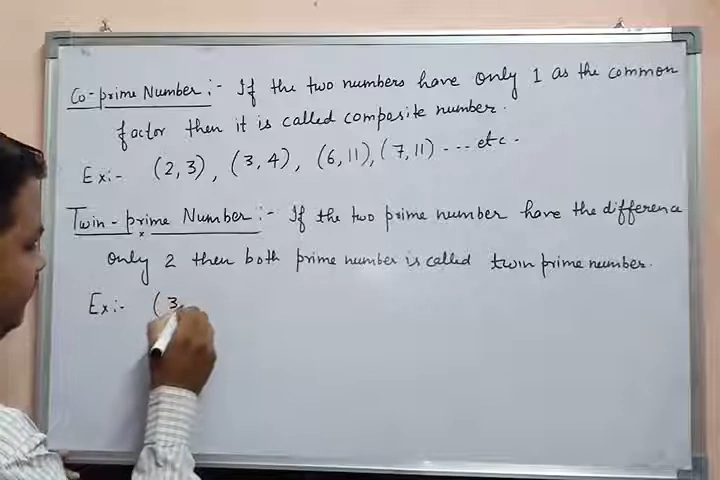 Co-prime Number :- If the two numbers have only 1 as the common
factor then it is called composite number.
Ex:- (2, 3), (3, 4), (6, 11), (7, 11) --- etc.
Twin-prime Number :- If the two prime number have the difference
only 2 then both prime number is called twin prime number.
Ex:- (3,